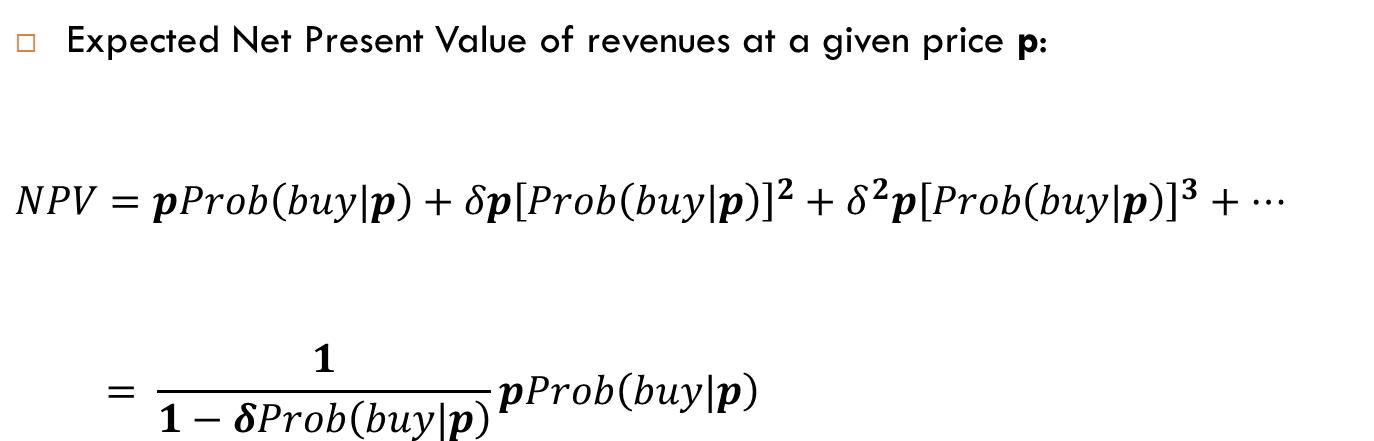 □ Expected Net Present Value of revenues at a given price p:
NPV = pProb(buy|p) + δp[Prob(buy|p)]² + δ²p[Prob(buy|p)]³ + ⋯
= 1
1 − δProb(buy|p) pProb(buy|p)